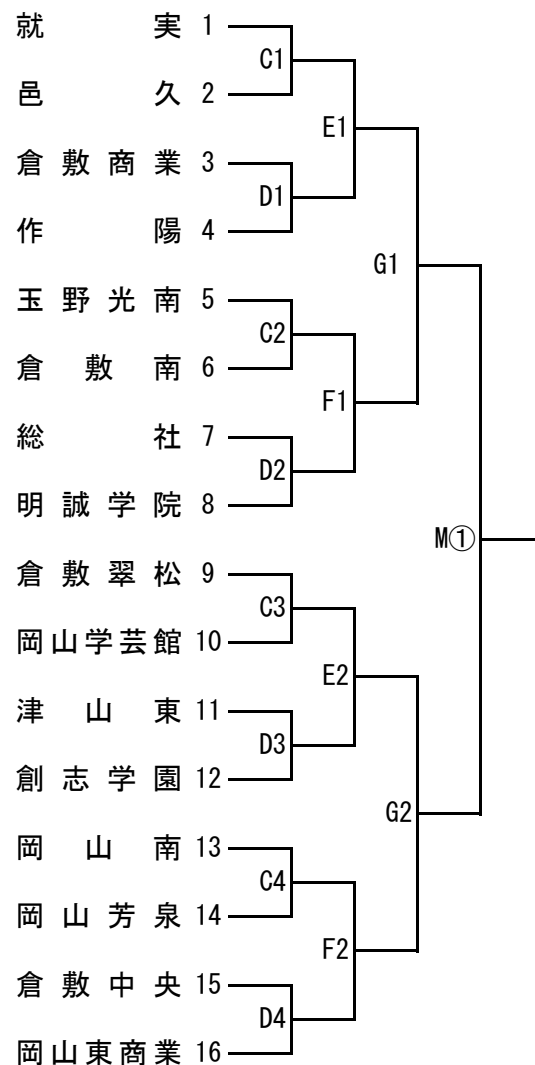 就実 1
C1
邑久 2
E1
倉敷商業 3
D1
作陽 4
G1
玉野光南 5
C2
倉敷南 6
F1
総社 7
D2
明誠学院 8
M①
倉敷翠松 9
C3
岡山学芸館 10
E2
津山東 11
D3
創志学園 12
G2
岡山南 13
C4
岡山芳泉 14
F2
倉敷中央 15
D4
岡山東商業 16